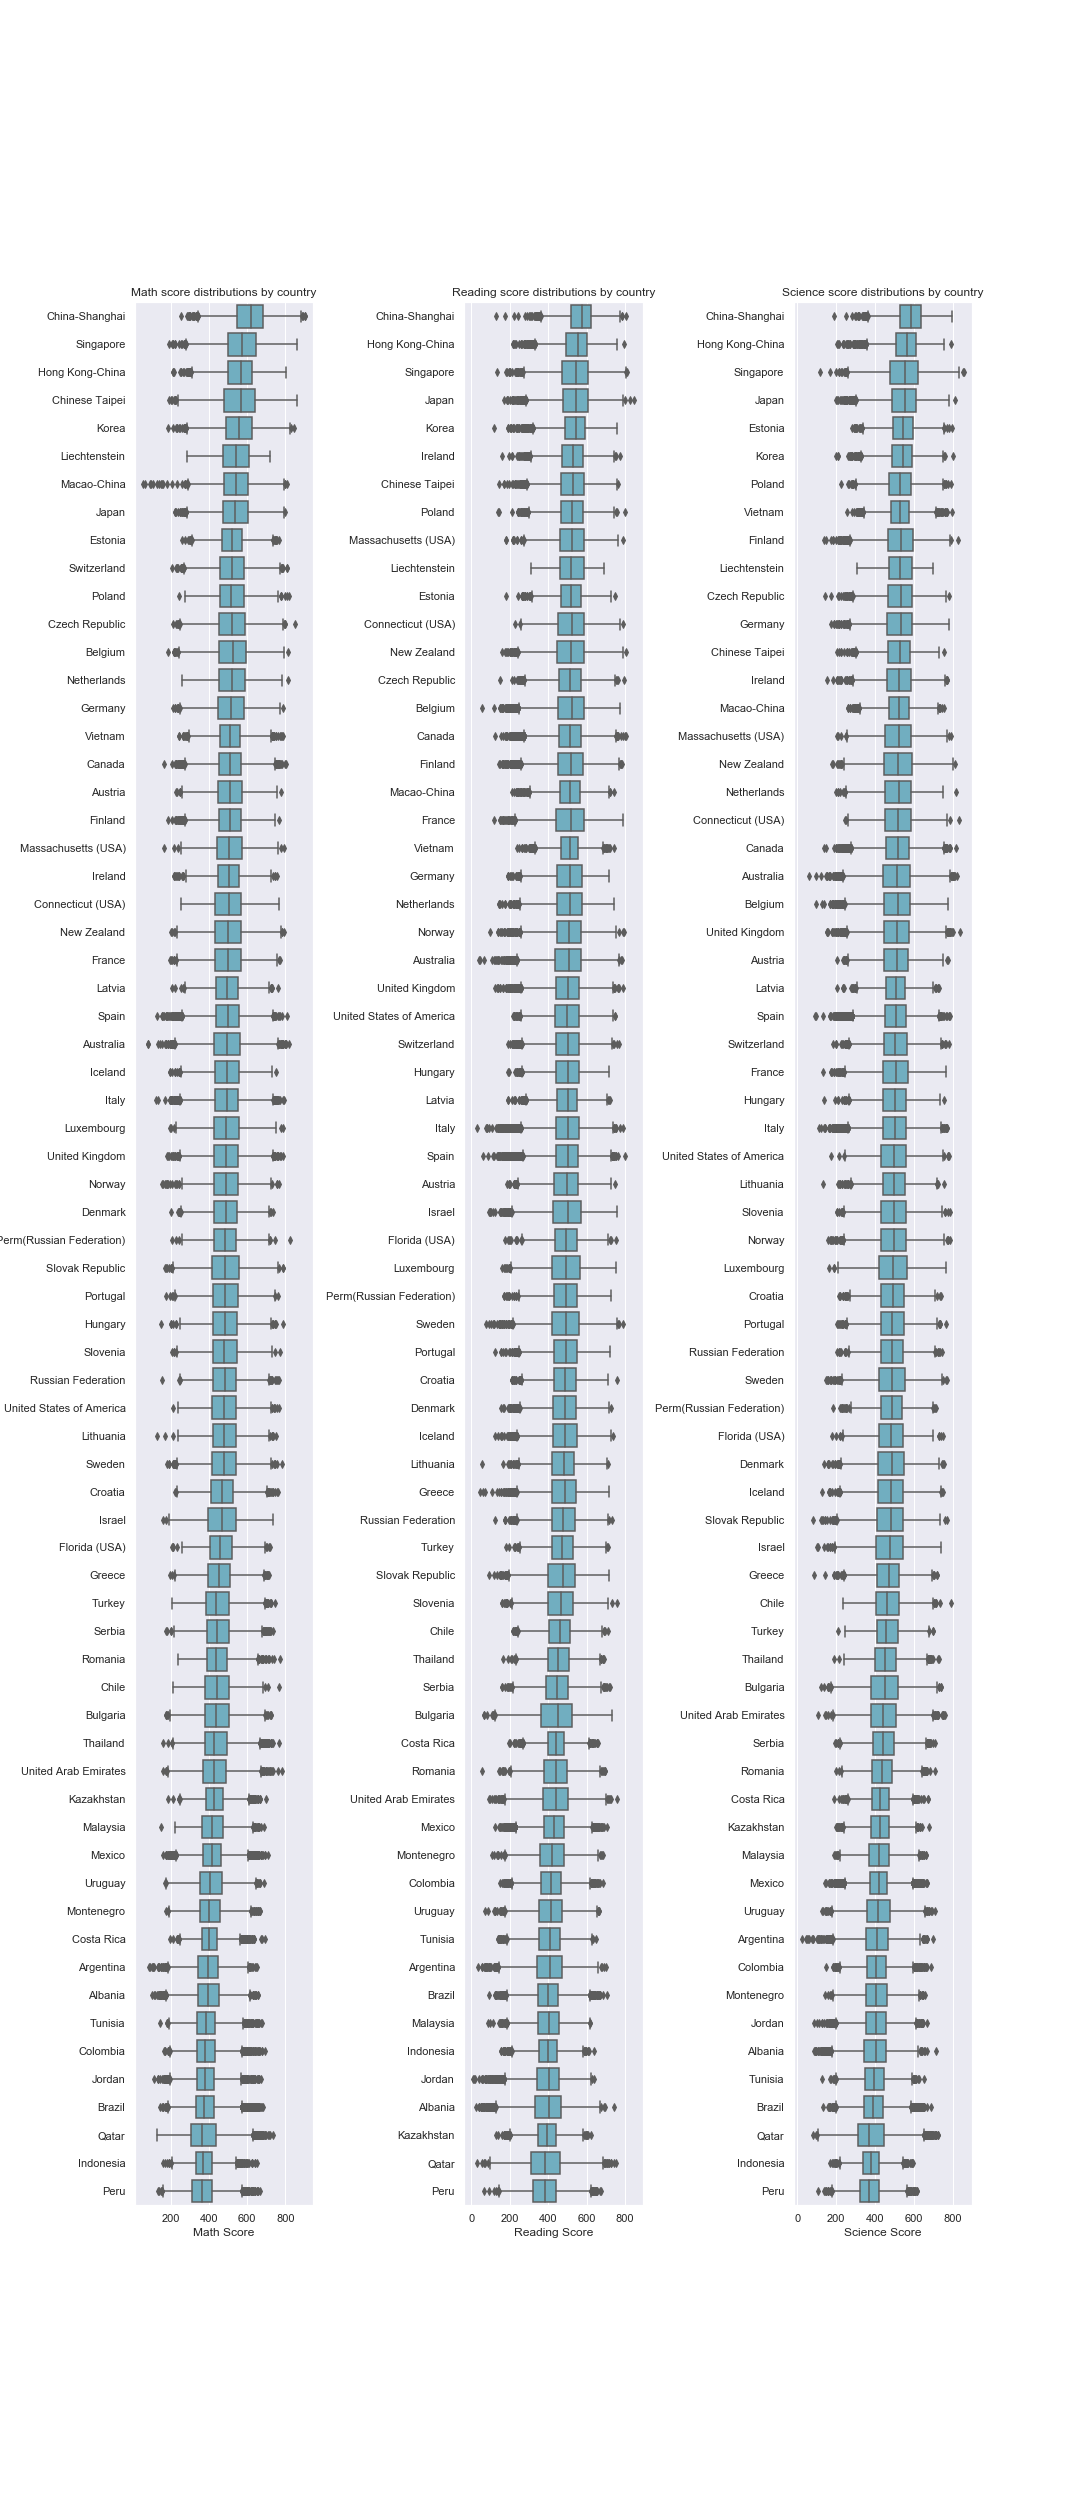 Math score distributions by country
China-Shanghai
Singapore
Hong Kong-China
Chinese Taipei
Korea
Liechtenstein
Macao-China
Japan
Estonia
Switzerland
Poland
Czech Republic
Belgium
Netherlands
Germany
Vietnam
Canada
Austria
Finland
Massachusetts (USA)
Ireland
Connecticut (USA)
New Zealand
France
Latvia
Spain
Australia
Iceland
Italy
Luxembourg
United Kingdom
Norway
Denmark
Perm(Russian Federation)
Slovak Republic
Portugal
Hungary
Slovenia
Russian Federation
United States of America
Lithuania
Sweden
Croatia
Israel
Florida (USA)
Greece
Turkey
Serbia
Romania
Chile
Bulgaria
Thailand
United Arab Emirates
Kazakhstan
Malaysia
Mexico
Uruguay
Montenegro
Costa Rica
Argentina
Albania
Tunisia
Colombia
Jordan
Brazil
Qatar
Indonesia
Peru
200 400 600 800
Math Score
Reading score distributions by country
China-Shanghai
Hong Kong-China
Singapore
Japan
Korea
Ireland
Chinese Taipei
Poland
Massachusetts (USA)
Liechtenstein
Estonia
Connecticut (USA)
New Zealand
Czech Republic
Belgium
Canada
Finland
Macao-China
France
Vietnam
Germany
Netherlands
Norway
Australia
United Kingdom
United States of America
Switzerland
Hungary
Latvia
Italy
Spain
Austria
Israel
Florida (USA)
Luxembourg
Perm(Russian Federation)
Sweden
Portugal
Croatia
Denmark
Iceland
Lithuania
Greece
Russian Federation
Turkey
Slovak Republic
Slovenia
Chile
Thailand
Serbia
Bulgaria
Costa Rica
Romania
United Arab Emirates
Mexico
Montenegro
Colombia
Uruguay
Tunisia
Argentina
Brazil
Malaysia
Indonesia
Jordan
Albania
Kazakhstan
Qatar
Peru
0 200 400 600 800
Reading Score
Science score distributions by country
China-Shanghai
Hong Kong-China
Singapore
Japan
Estonia
Korea
Poland
Vietnam
Finland
Liechtenstein
Czech Republic
Germany
Chinese Taipei
Ireland
Macao-China
Massachusetts (USA)
New Zealand
Netherlands
Connecticut (USA)
Canada
Australia
Belgium
United Kingdom
Austria
Latvia
Spain
Switzerland
France
Hungary
Italy
United States of America
Lithuania
Slovenia
Norway
Luxembourg
Croatia
Portugal
Russian Federation
Sweden
Perm(Russian Federation)
Florida (USA)
Denmark
Iceland
Slovak Republic
Israel
Greece
Chile
Turkey
Thailand
Bulgaria
United Arab Emirates
Serbia
Romania
Costa Rica
Kazakhstan
Malaysia
Mexico
Uruguay
Argentina
Colombia
Montenegro
Jordan
Albania
Tunisia
Brazil
Qatar
Indonesia
Peru
0 200 400 600 800
Science Score